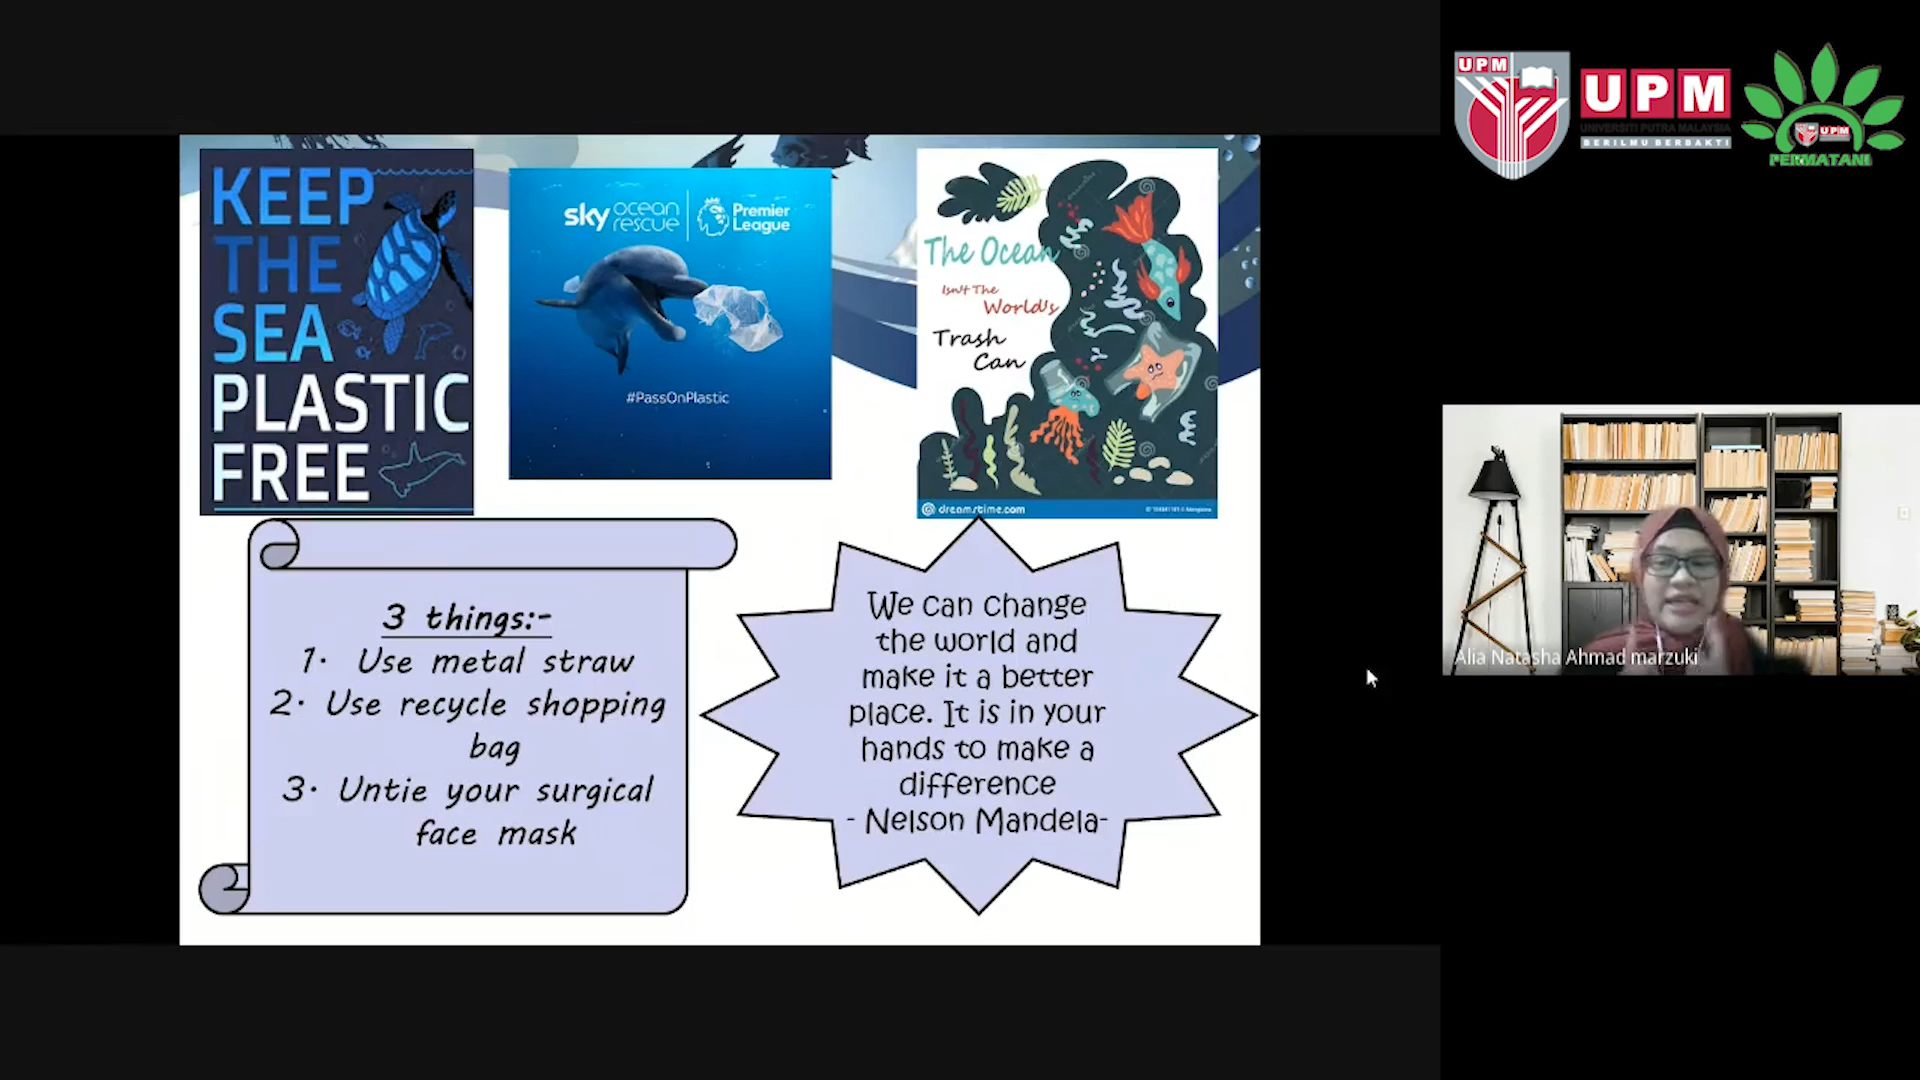 KEEP
THE
SEA
PLASTIC
FREE
sky ocean rescue
Premier League
#PassOnPlastic
The Ocean
Isn't The
World's
Trash
Can
dreamstime.com
3 things:-
1. Use metal straw
2. Use recycle shopping
bag
3. Untie your surgical
face mask
We can change
the world and
make it a better
place. It is in your
hands to make a
difference
- Nelson Mandela-
UPM
UPM
UNIVERSITI PUTRA MALAYSIA
BERILMU BERBAKTI
UPM
PERMATANI
Alia Natasha Ahmad marzuki